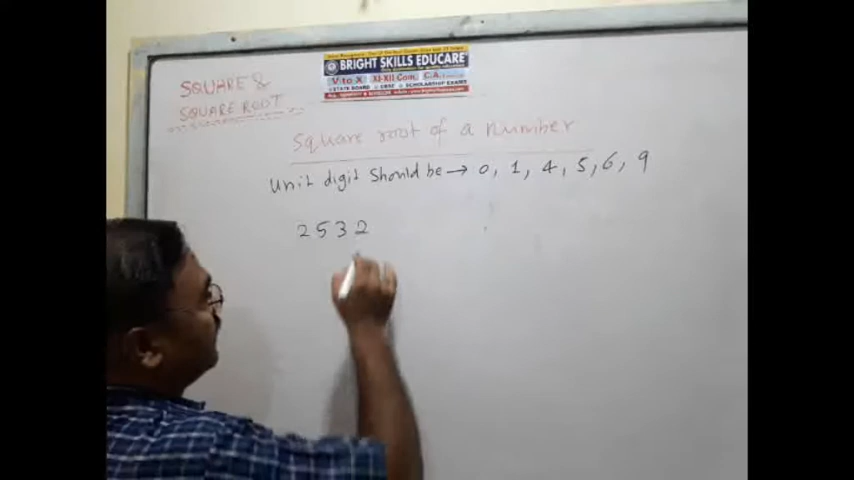 SQUARE &
SQUARE ROOT
BRIGHT SKILLS EDUCARE
V to X XI-XII Com. C.A.
STATE BOARD CBSE SCHOLARSHIP EXAMS
Square root of a number
Unit digit Should be → 0, 1, 4, 5, 6, 9
2532